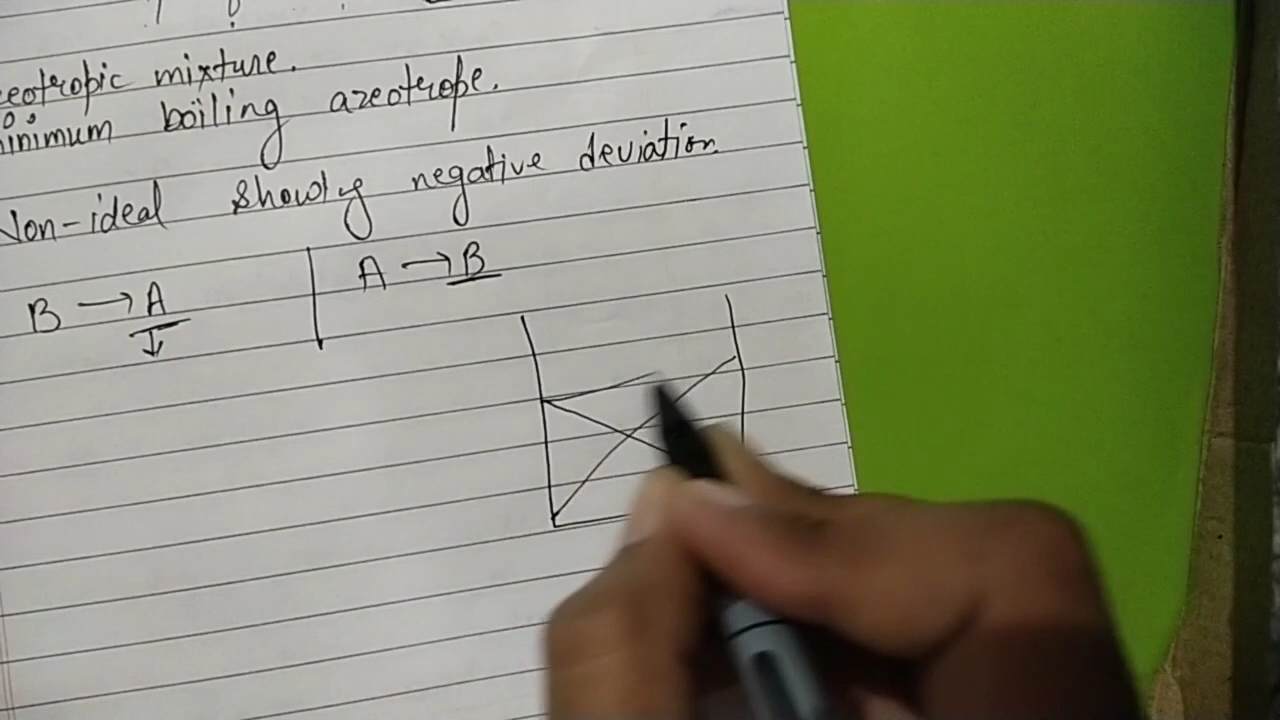 eotropic mixture.
inimum boiling azeotrope.
Non-ideal showing negative deviation
B → A | A → B